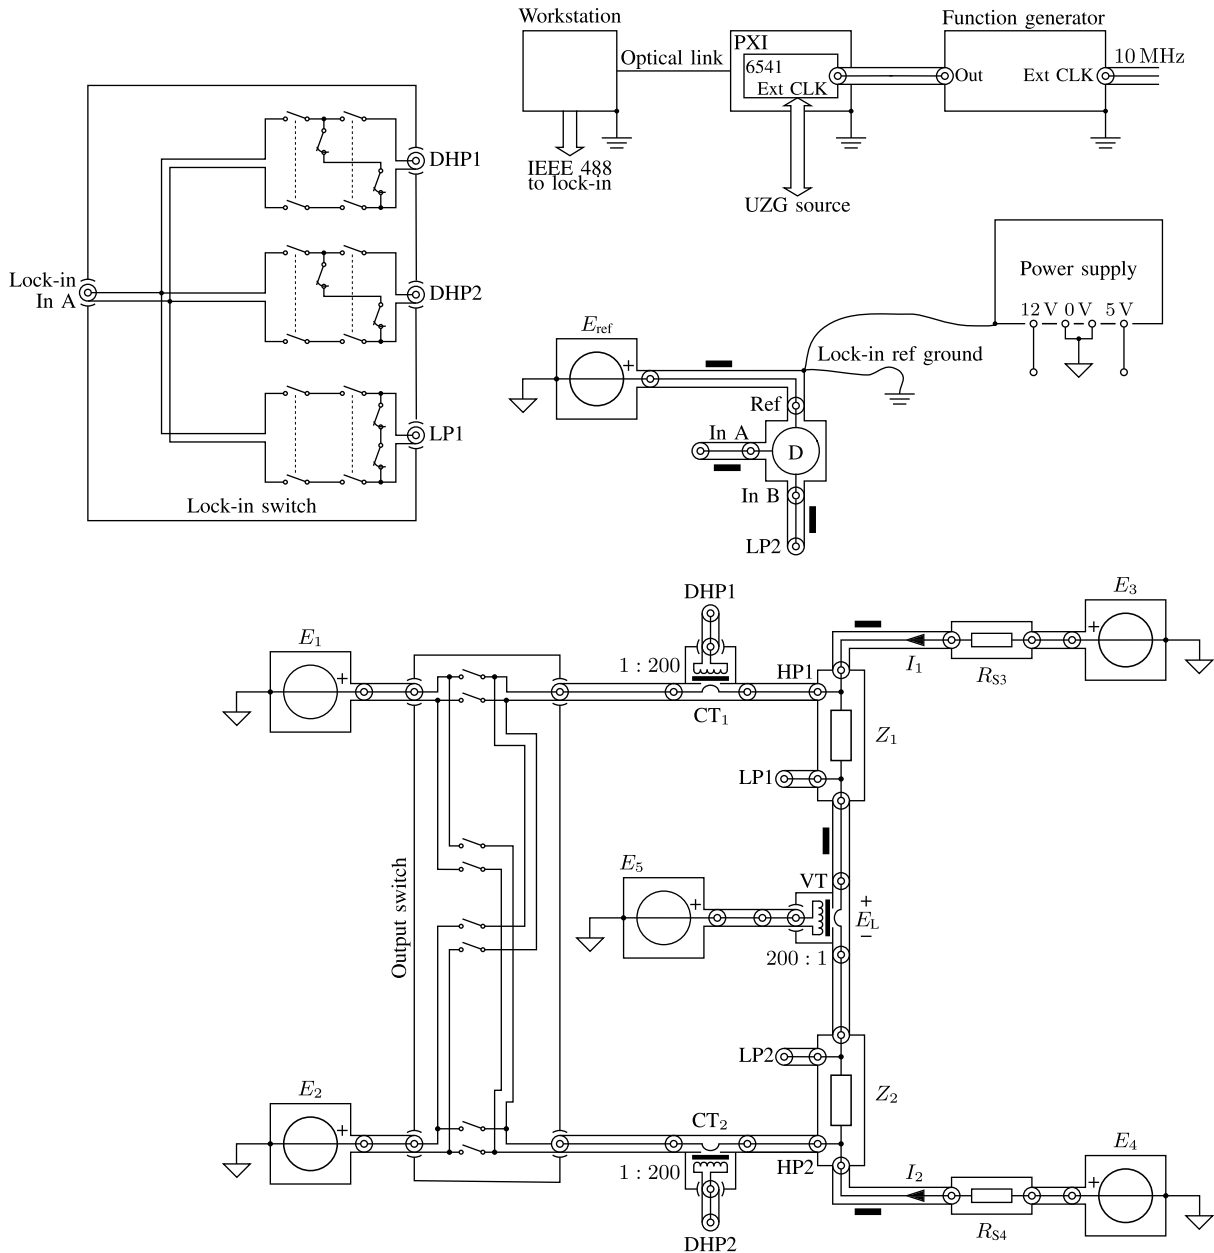 Workstation
Function generator
PXI
Optical link
10 MHz
6541
Out
Ext CLK
Ext CLK
DHP1
IEEE 488
to lock-in
UZG source
Lock-in
In A
DHP2
Power supply
12 V 0 V 5 V
E_ref
+
Lock-in ref ground
Ref
LP1
In A
D
In B
Lock-in switch
LP2
DHP1
E_3
E_1
+
1 : 200
HP1
I_1
R_S3
+
CT_1
Z_1
LP1
Output switch
E_5
VT
+
+
E_L
−
200 : 1
LP2
E_2
Z_2
CT_2
+
E_4
1 : 200
HP2
I_2
+
R_S4
DHP2